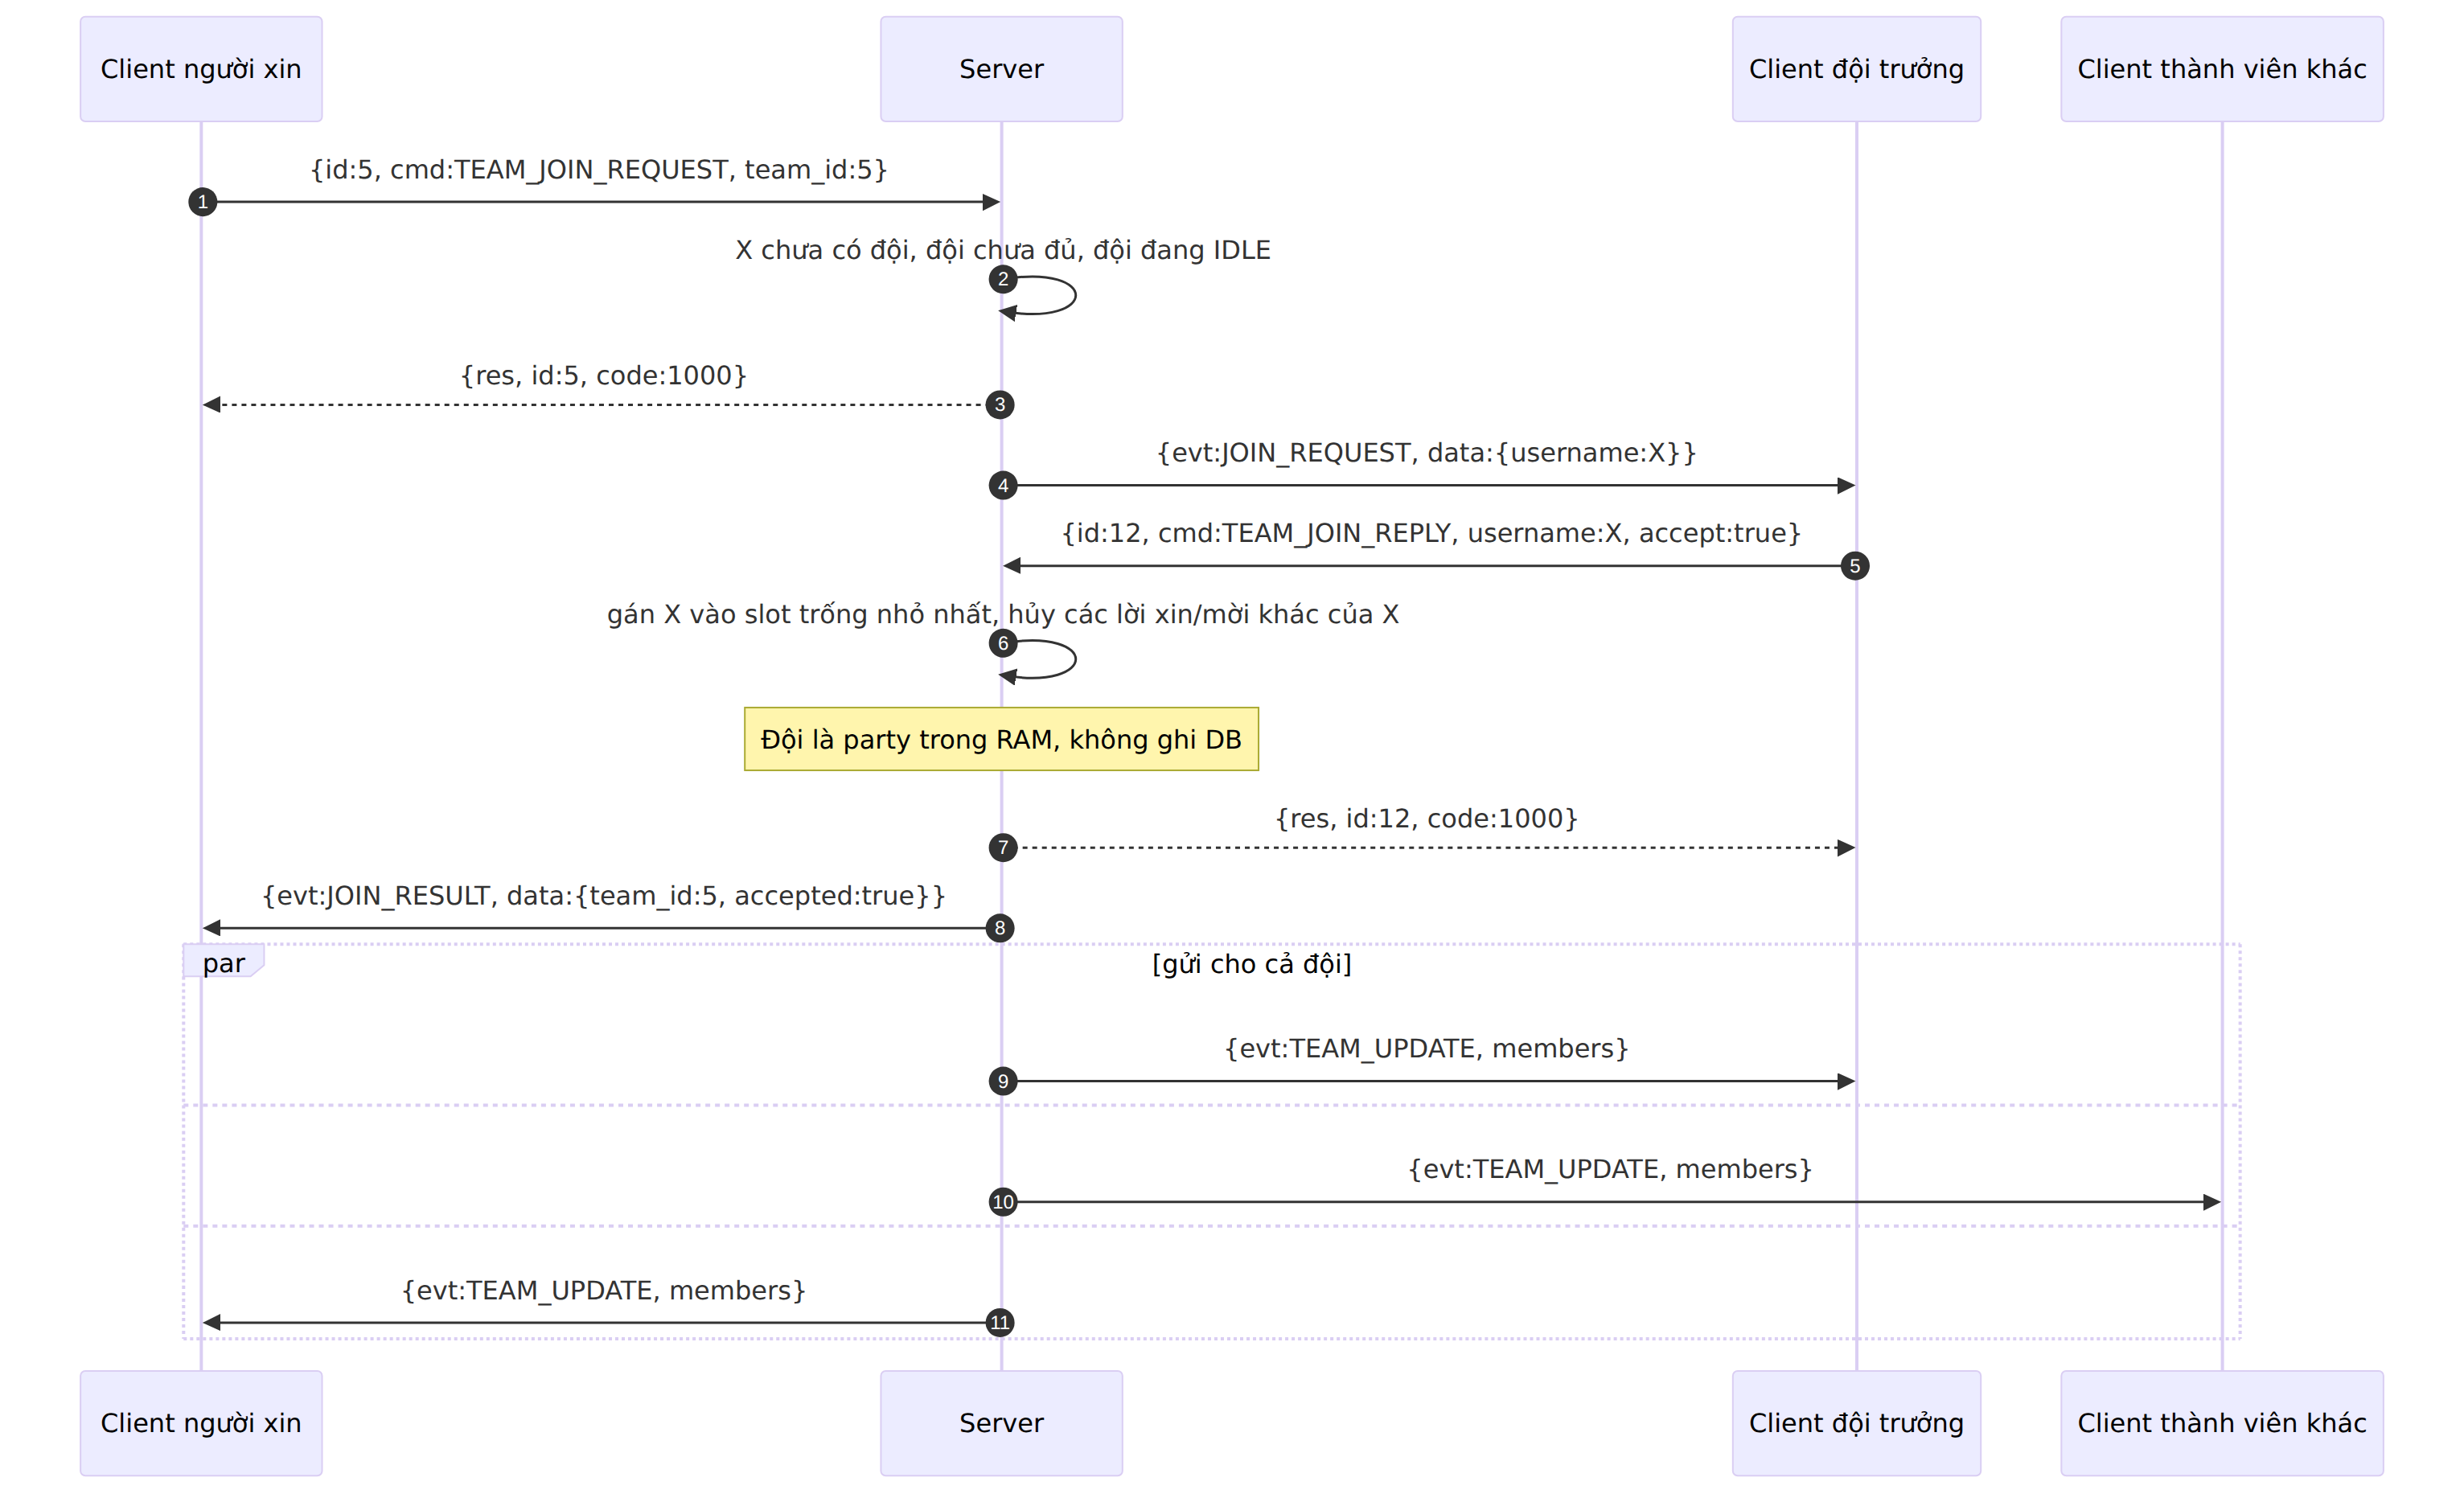 Client người xin
Server
Client đội trưởng
Client thành viên khác
{id:5, cmd:TEAM_JOIN_REQUEST, team_id:5}
1
X chưa có đội, đội chưa đủ, đội đang IDLE
2
{res, id:5, code:1000}
3
{evt:JOIN_REQUEST, data:{username:X}}
4
{id:12, cmd:TEAM_JOIN_REPLY, username:X, accept:true}
5
gán X vào slot trống nhỏ nhất, hủy các lời xin/mời khác của X
6
Đội là party trong RAM, không ghi DB
{res, id:12, code:1000}
7
{evt:JOIN_RESULT, data:{team_id:5, accepted:true}}
8
par
[gửi cho cả đội]
{evt:TEAM_UPDATE, members}
9
{evt:TEAM_UPDATE, members}
10
{evt:TEAM_UPDATE, members}
11
Client người xin
Server
Client đội trưởng
Client thành viên khác